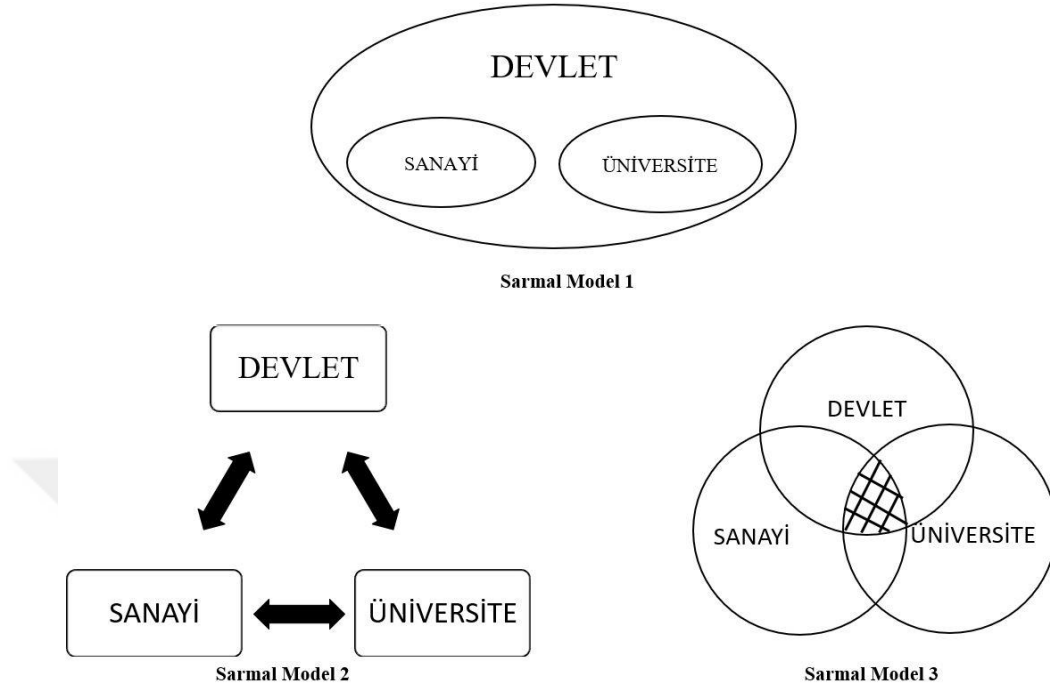 DEVLET
SANAYİ
ÜNİVERSİTE
Sarmal Model 1
DEVLET
SANAYİ
ÜNİVERSİTE
Sarmal Model 2
DEVLET
SANAYİ
ÜNİVERSİTE
Sarmal Model 3